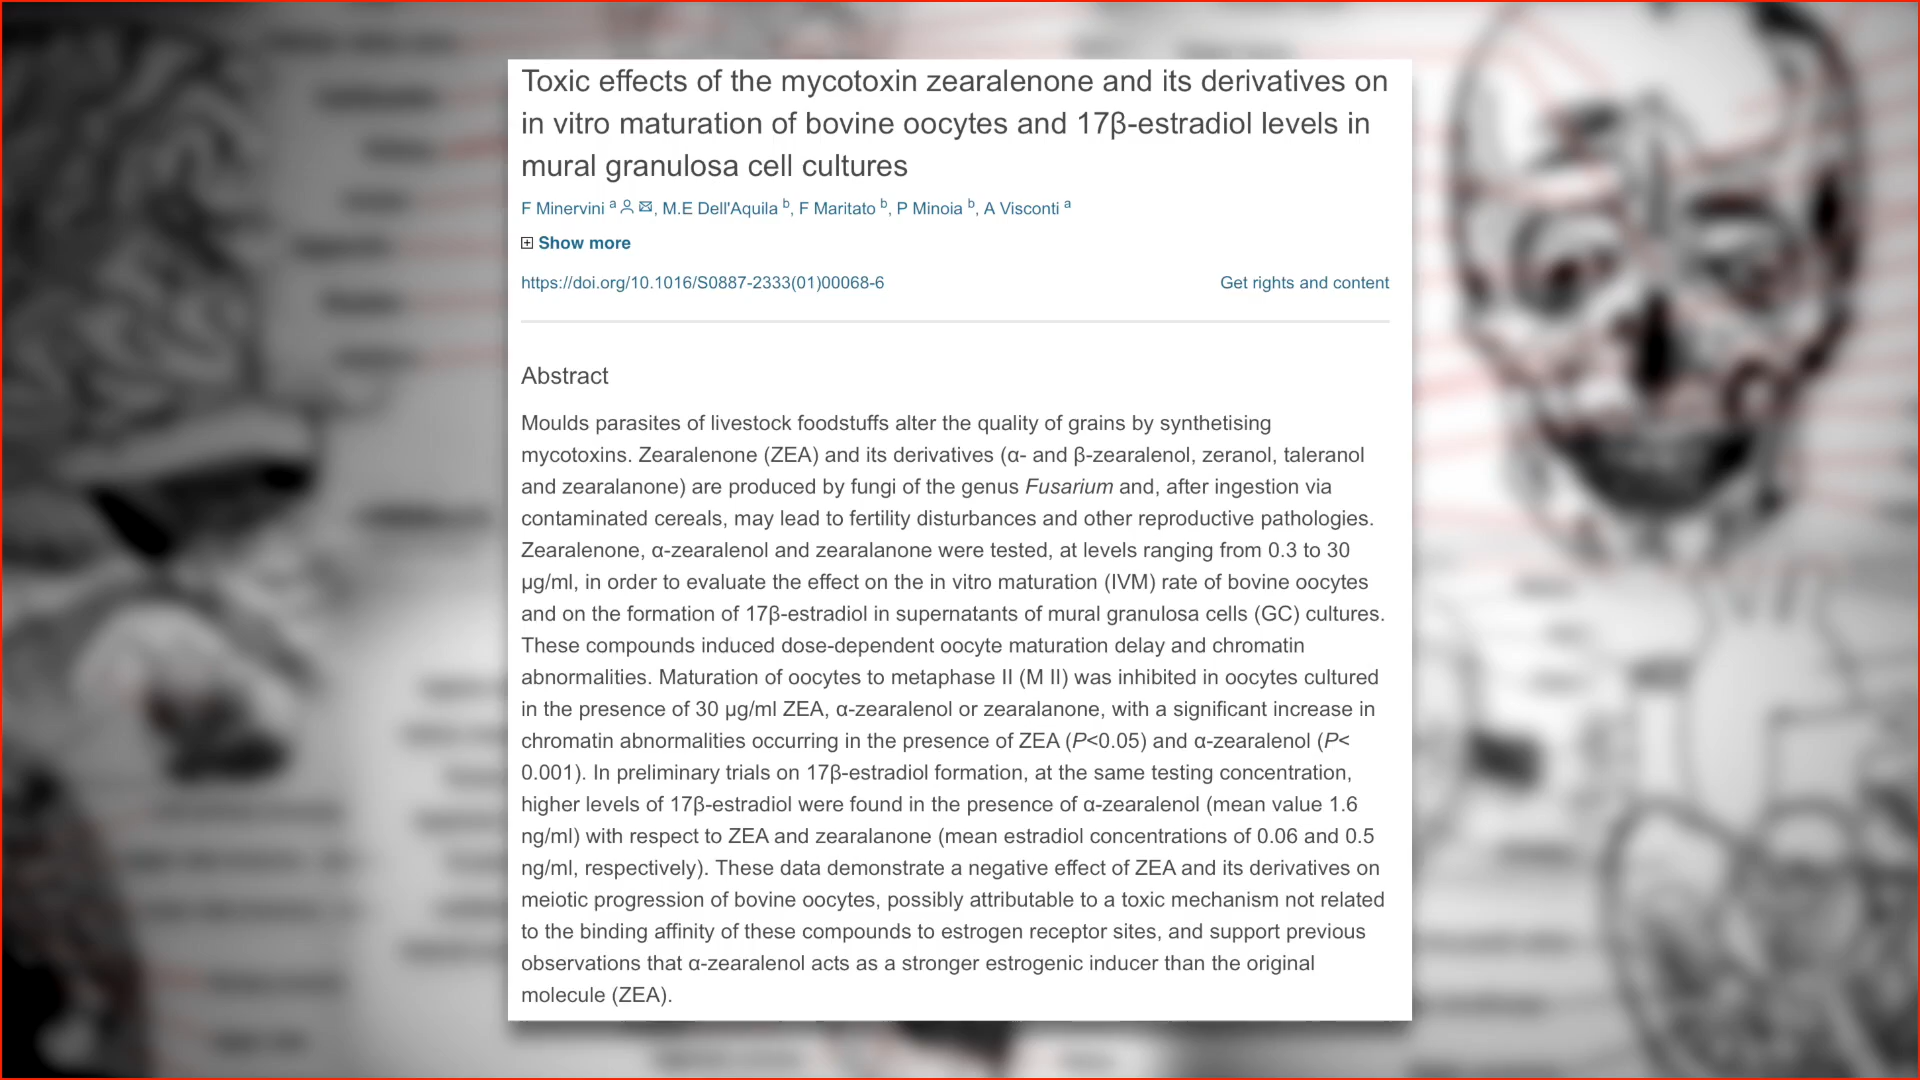 Toxic effects of the mycotoxin zearalenone and its derivatives on
in vitro maturation of bovine oocytes and 17β-estradiol levels in
mural granulosa cell cultures
F Minervini a, M.E Dell'Aquila b, F Maritato b, P Minoia b, A Visconti a
Show more
https://doi.org/10.1016/S0887-2333(01)00068-6 Get rights and content
Abstract
Moulds parasites of livestock foodstuffs alter the quality of grains by synthetising
mycotoxins. Zearalenone (ZEA) and its derivatives (α- and β-zearalenol, zeranol, taleranol
and zearalanone) are produced by fungi of the genus Fusarium and, after ingestion via
contaminated cereals, may lead to fertility disturbances and other reproductive pathologies.
Zearalenone, α-zearalenol and zearalanone were tested, at levels ranging from 0.3 to 30
μg/ml, in order to evaluate the effect on the in vitro maturation (IVM) rate of bovine oocytes
and on the formation of 17β-estradiol in supernatants of mural granulosa cells (GC) cultures.
These compounds induced dose-dependent oocyte maturation delay and chromatin
abnormalities. Maturation of oocytes to metaphase II (M II) was inhibited in oocytes cultured
in the presence of 30 μg/ml ZEA, α-zearalenol or zearalanone, with a significant increase in
chromatin abnormalities occurring in the presence of ZEA (P<0.05) and α-zearalenol (P<
0.001). In preliminary trials on 17β-estradiol formation, at the same testing concentration,
higher levels of 17β-estradiol were found in the presence of α-zearalenol (mean value 1.6
ng/ml) with respect to ZEA and zearalanone (mean estradiol concentrations of 0.06 and 0.5
ng/ml, respectively). These data demonstrate a negative effect of ZEA and its derivatives on
meiotic progression of bovine oocytes, possibly attributable to a toxic mechanism not related
to the binding affinity of these compounds to estrogen receptor sites, and support previous
observations that α-zearalenol acts as a stronger estrogenic inducer than the original
molecule (ZEA).